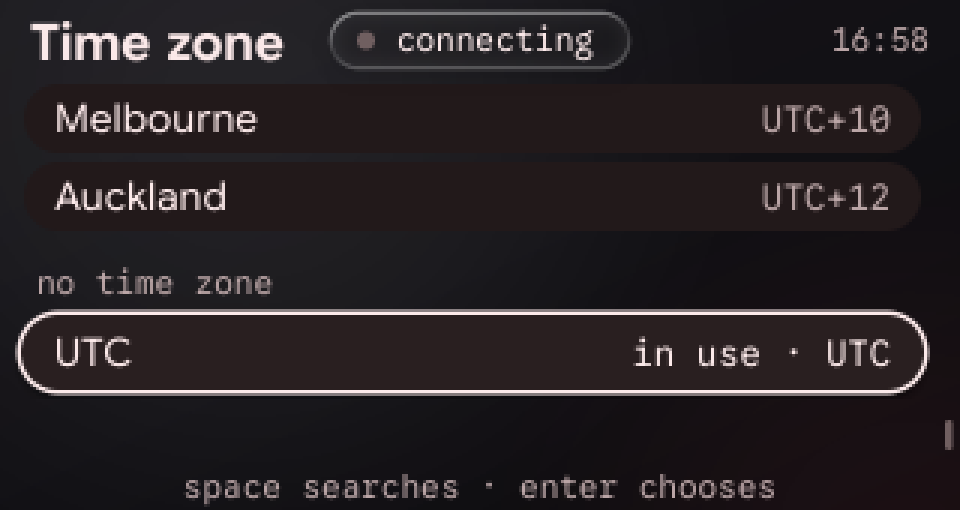 Time zone connecting 16:58
Melbourne UTC+10
Auckland UTC+12
no time zone
UTC in use · UTC
space searches · enter chooses